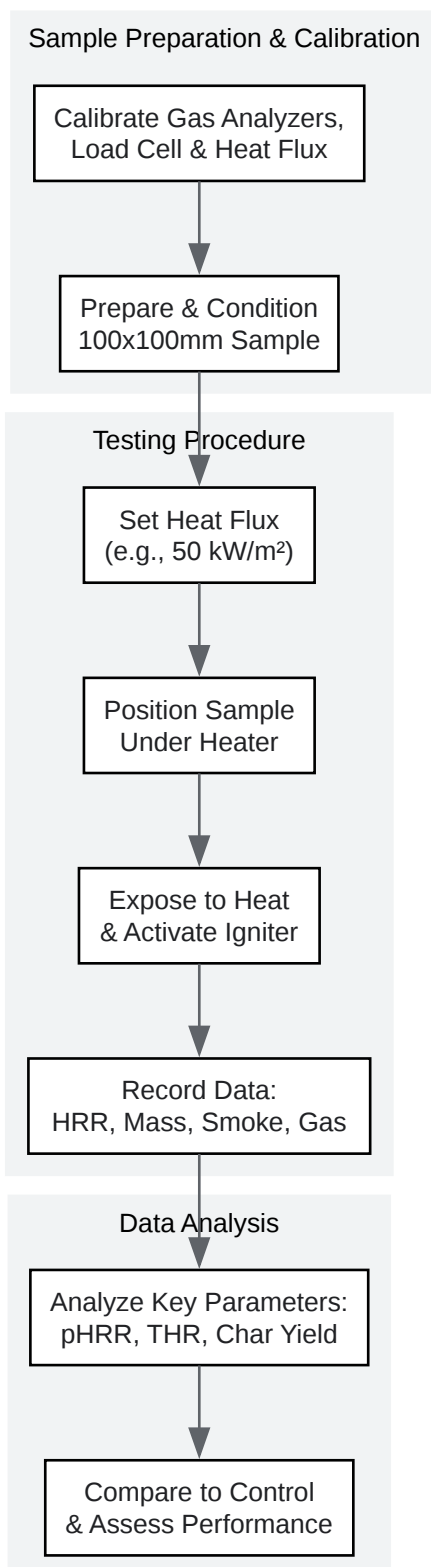 Sample Preparation & Calibration
Calibrate Gas Analyzers,
Load Cell & Heat Flux
Prepare & Condition
100x100mm Sample
Testing Procedure
Set Heat Flux
(e.g., 50 kW/m²)
Position Sample
Under Heater
Expose to Heat
& Activate Igniter
Record Data:
HRR, Mass, Smoke, Gas
Data Analysis
Analyze Key Parameters:
pHRR, THR, Char Yield
Compare to Control
& Assess Performance